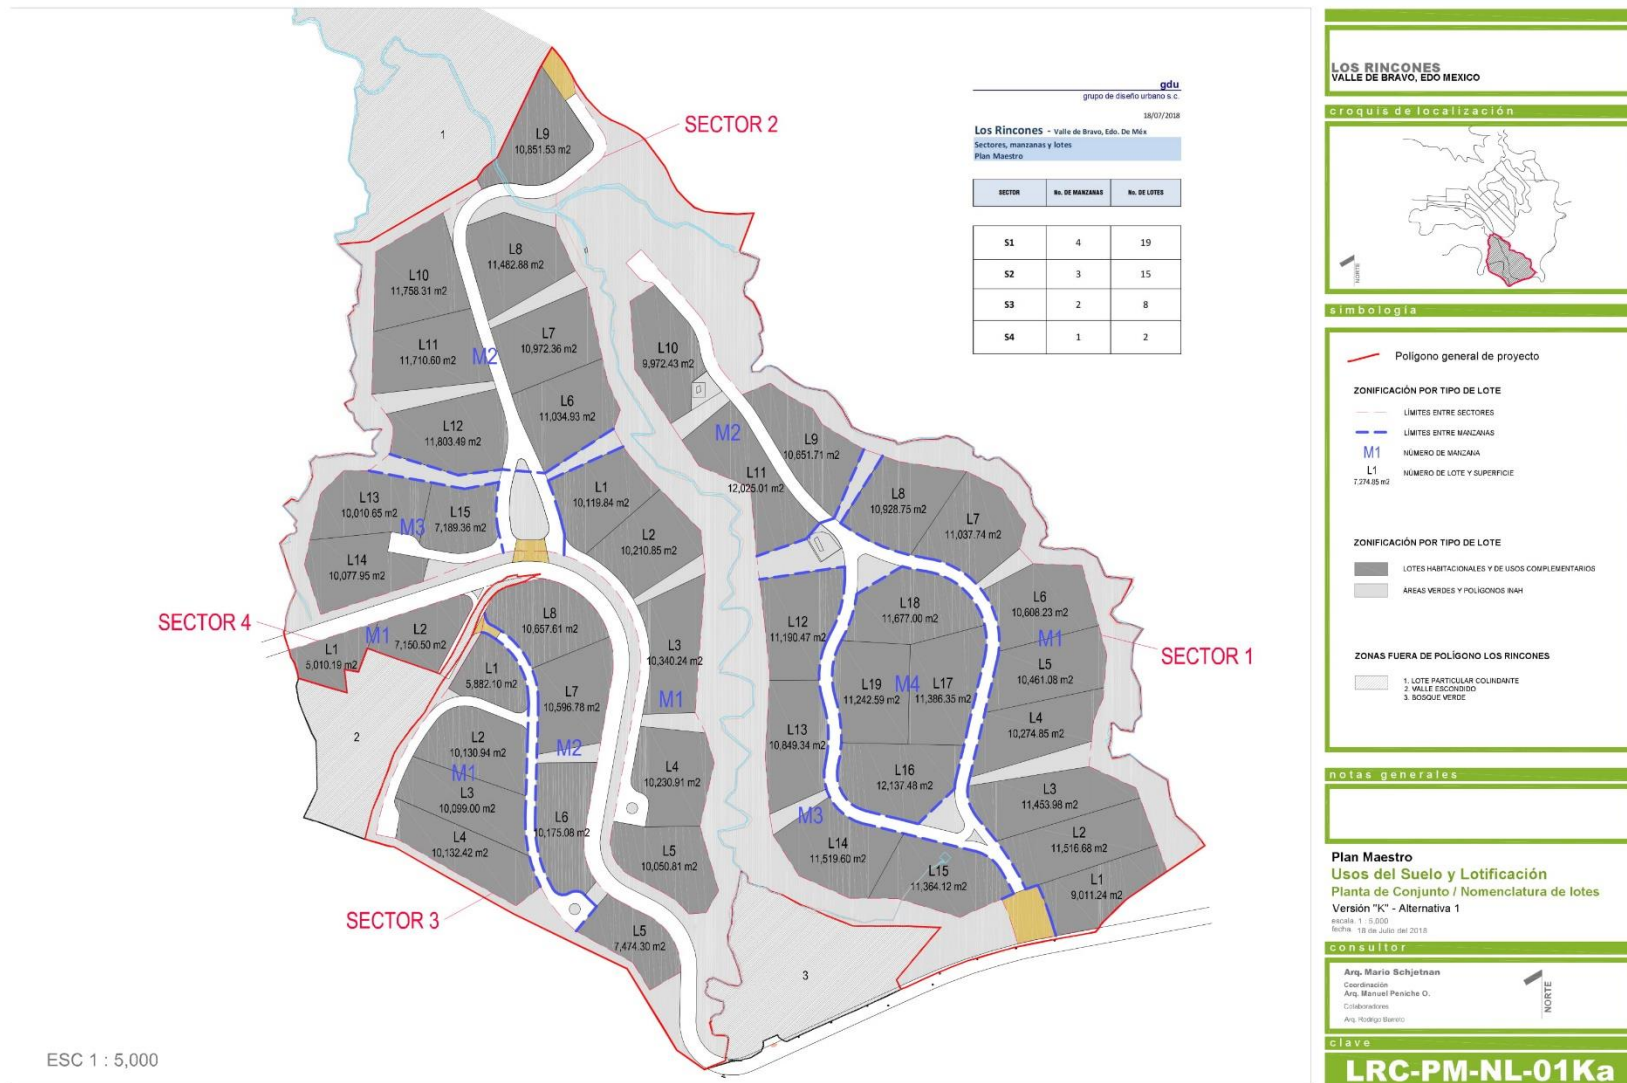 gdu
grupo de diseño urbano s.c.
18/07/2018
Los Rincones - Valle de Bravo, Edo. De Méx
Sectores, manzanas y lotes
Plan Maestro
SECTOR No. DE MANZANAS No. DE LOTES
S1 4 19
S2 3 15
S3 2 8
S4 1 2
SECTOR 2
1
L9
10,851.53 m2
L8
11,482.88 m2
L10
11,758.31 m2
L7
10,972.36 m2
L11
11,710.60 m2
M2
L6
11,034.93 m2
L12
11,803.49 m2
L13
10,010.65 m2
L15
7,189.36 m2
M3
L14
10,077.95 m2
L1
10,119.84 m2
L2
10,210.85 m2
L3
10,340.24 m2
M1
L4
10,230.91 m2
L5
10,050.81 m2
SECTOR 4
L1
5,010.19 m2
M1
L2
7,150.50 m2
2
L8
10,657.61 m2
L1
5,882.10 m2
L7
10,596.78 m2
M2
L2
10,130.94 m2
M1
L3
10,099.00 m2
L4
10,132.42 m2
L6
10,175.08 m2
L5
7,474.30 m2
SECTOR 3
L10
9,972.43 m2
M2
L9
10,651.71 m2
L11
12,025.01 m2
L8
10,928.75 m2
L7
11,037.74 m2
L12
11,190.47 m2
L18
11,677.00 m2
L6
10,608.23 m2
M1
SECTOR 1
L5
10,461.08 m2
L19
11,242.59 m2
M4
L17
11,386.35 m2
L4
10,274.85 m2
L13
10,849.34 m2
L16
12,137.48 m2
L3
11,453.98 m2
M3
L14
11,519.60 m2
L15
11,364.12 m2
L2
11,516.68 m2
L1
9,011.24 m2
3
ESC 1 : 5,000
LOS RINCONES
VALLE DE BRAVO, EDO MEXICO
croquis de localización
NORTE
simbología
Polígono general de proyecto
ZONIFICACIÓN POR TIPO DE LOTE
LÍMITES ENTRE SECTORES
LÍMITES ENTRE MANZANAS
M1 NÚMERO DE MANZANA
L1
7,274.85 m2 NÚMERO DE LOTE Y SUPERFICIE
ZONIFICACIÓN POR TIPO DE LOTE
LOTES HABITACIONALES Y DE USOS COMPLEMENTARIOS
ÁREAS VERDES Y POLÍGONOS INAH
ZONAS FUERA DE POLÍGONO LOS RINCONES
1. LOTE PARTICULAR COLINDANTE
2. VALLE ESCONDIDO
3. BOSQUE VERDE
notas generales
Plan Maestro
Usos del Suelo y Lotificación
Planta de Conjunto / Nomenclatura de lotes
Versión "K" - Alternativa 1
escala. 1 : 5,000
fecha. 18 de Julio del 2018
consultor
Arq. Mario Schjetnan
Coordinación
Arq. Manuel Peniche O.
Colaboradores
Arq. Rodrigo Barreto
NORTE
clave
LRC-PM-NL-01Ka